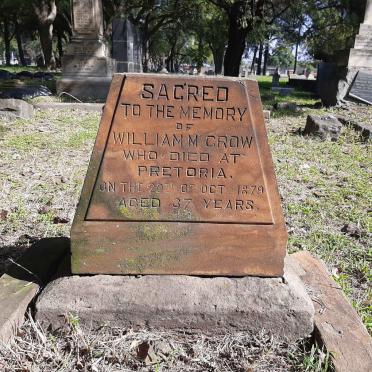 SACRED
TO THE MEMORY
OF
WILLIAM M. CROW
WHO DIED AT
PRETORIA.
ON THE 20TH OF OCT. 1879
AGED 37 YEARS.